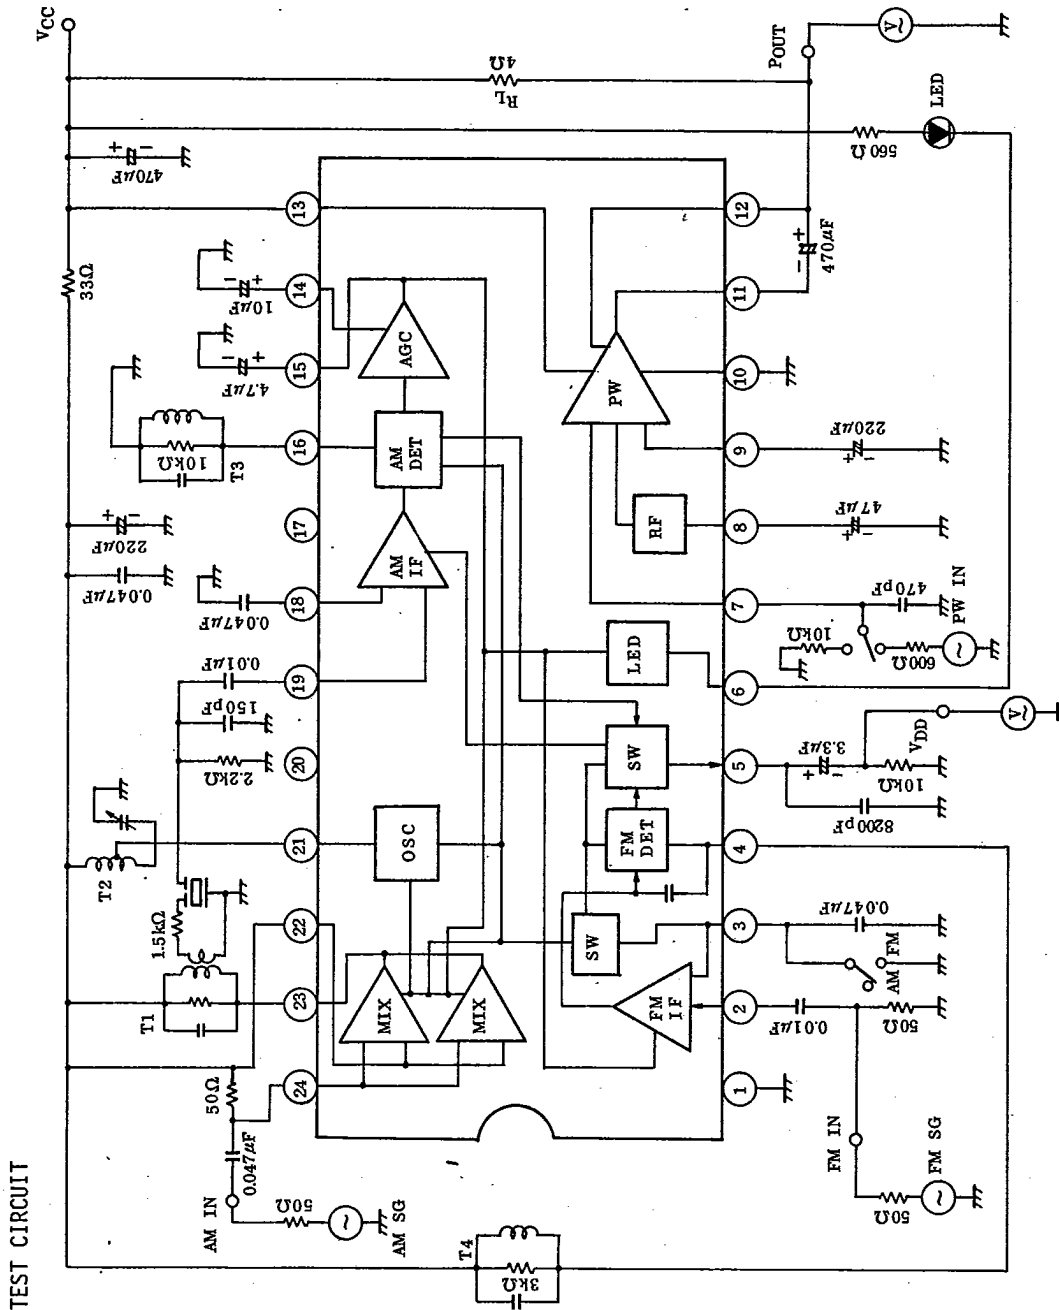 TEST CIRCUIT
VCC
33Ω
470μF
+
−
RL
4Ω
POUT
V~
LED
560Ω
AM IN
0.047μF
50Ω
50Ω
~
AM SG
T1
1.5kΩ
T2
2.2kΩ
150pF
0.01μF
0.047μF
0.047μF
220μF
+
−
10kΩ
T3
4.7μF
−
+
10μF
−
+
24
23
22
21
20
19
18
17
16
15
14
13
MIX
MIX
OSC
AM
IF
AM
DET
AGC
FM
IF
SW
FM
DET
SW
LED
RF
PW
1
2
3
4
5
6
7
8
9
10
11
12
FM IN
50Ω
~
FM SG
0.01μF
50Ω
AM
FM
0.047μF
8200pF
3.3μF
+
−
10kΩ
VDD
V~
10kΩ
600Ω
~
470pF
PW IN
47μF
+
−
220μF
+
−
470μF
−
+
T4
3kΩ